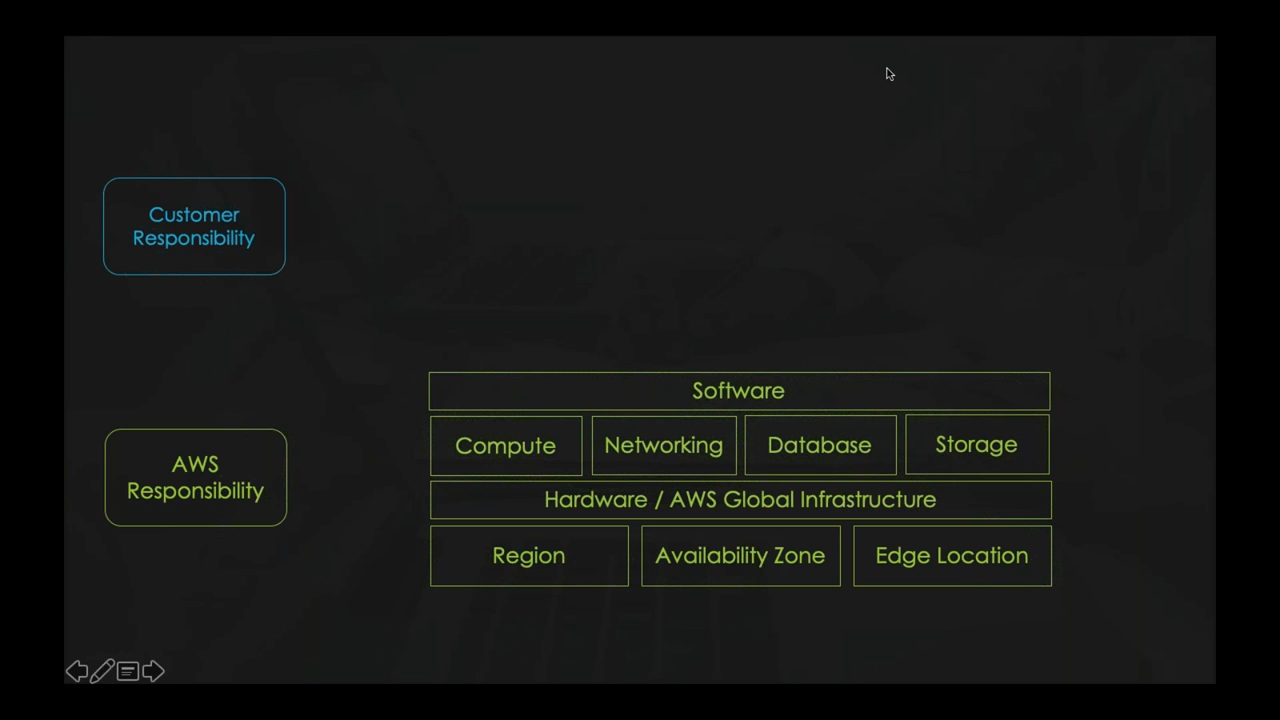 Customer
Responsibility
Software
Compute
Networking
Database
Storage
AWS
Responsibility
Hardware / AWS Global Infrastructure
Region
Availability Zone
Edge Location